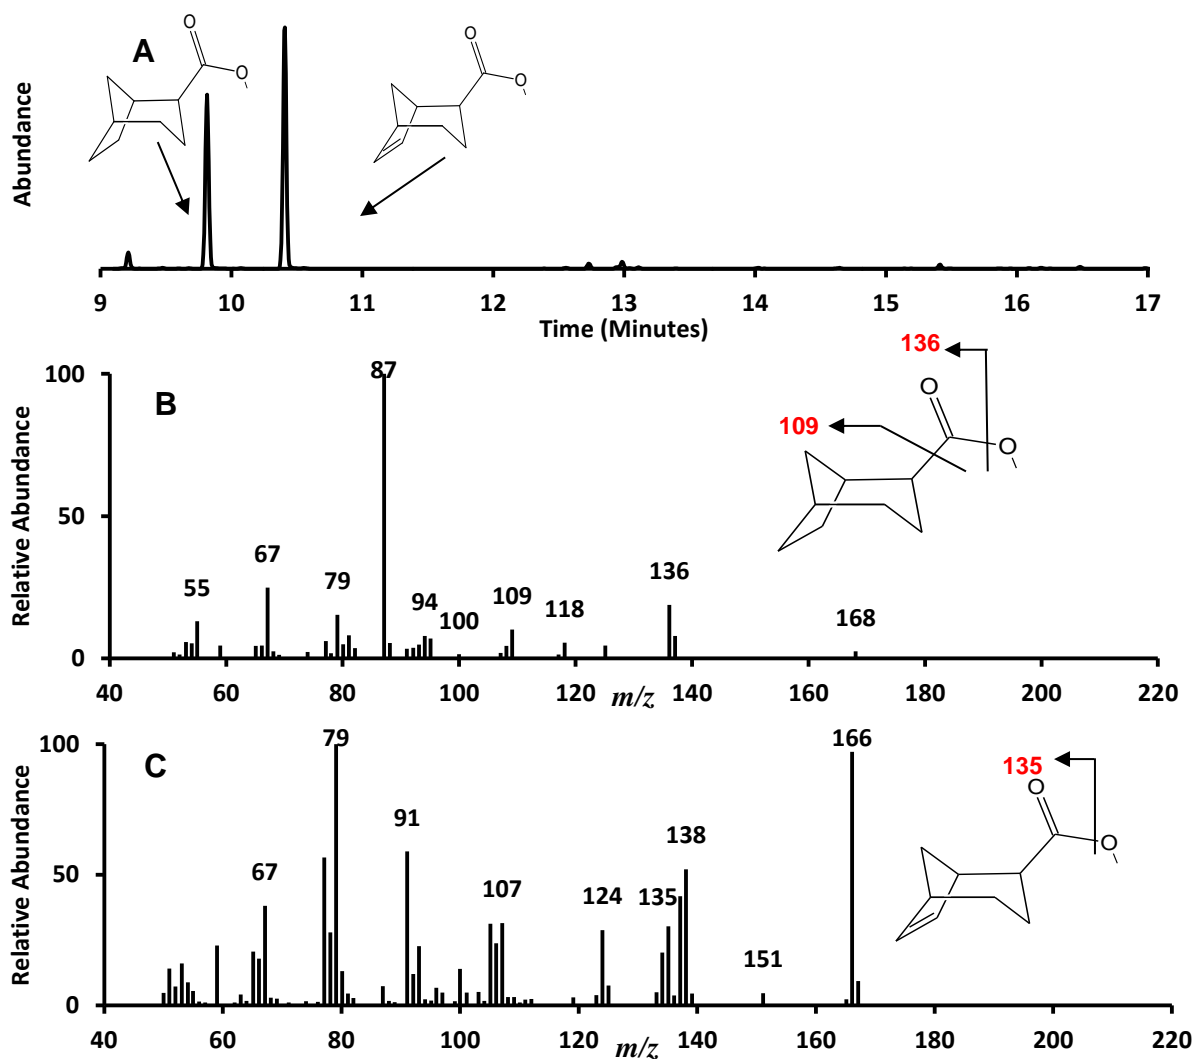 A
O
O
O
O
Abundance
9 10 11 12 13 14 15 16 17
Time (Minutes)
B
136
O
O
109
Relative Abundance
100
50
0
87
67
55
79
94
100
109
118
136
168
40 60 80 100 120 140 160 180 200 220
m/z
C
135
O
O
Relative Abundance
100
50
0
79
166
91
138
67
107
124
135
151
40 60 80 100 120 140 160 180 200 220
m/z